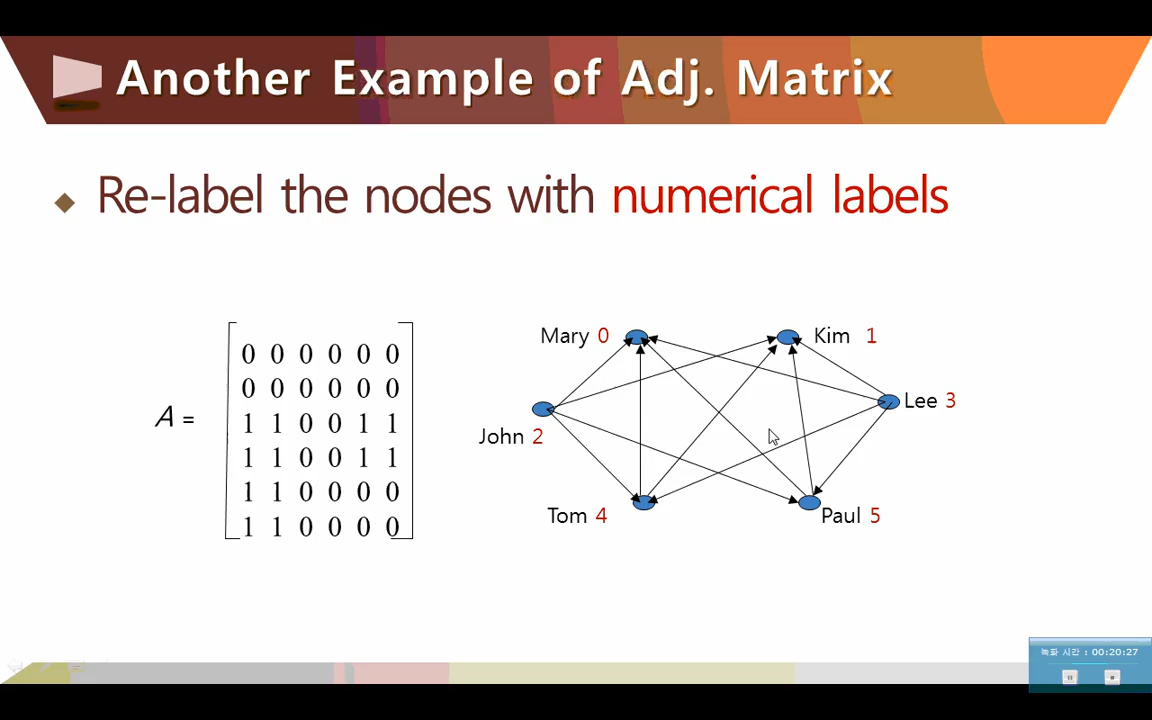 Another Example of Adj. Matrix
Re-label the nodes with numerical labels
A =
0 0 0 0 0 0
0 0 0 0 0 0
1 1 0 0 1 1
1 1 0 0 1 1
1 1 0 0 0 0
1 1 0 0 0 0
Mary 0
Kim 1
Lee 3
John 2
Tom 4
Paul 5
녹화 시간 : 00:20:27